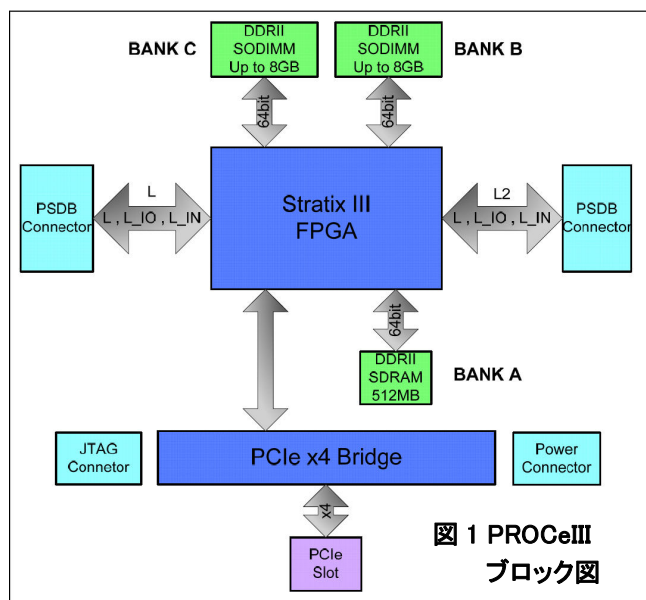 BANK C
DDRII
SODIMM
Up to 8GB
DDRII
SODIMM
Up to 8GB
BANK B
64bit
64bit
PSDB
Connector
L
L , L_IO , L_IN
Stratix III
FPGA
L2
L , L_IO , L_IN
PSDB
Connector
64bit
DDRII
SDRAM
512MB
BANK A
JTAG
Connetor
PCIe x4 Bridge
Power
Connector
x4
PCIe
Slot
図 1 PROCeIII
ブロック図